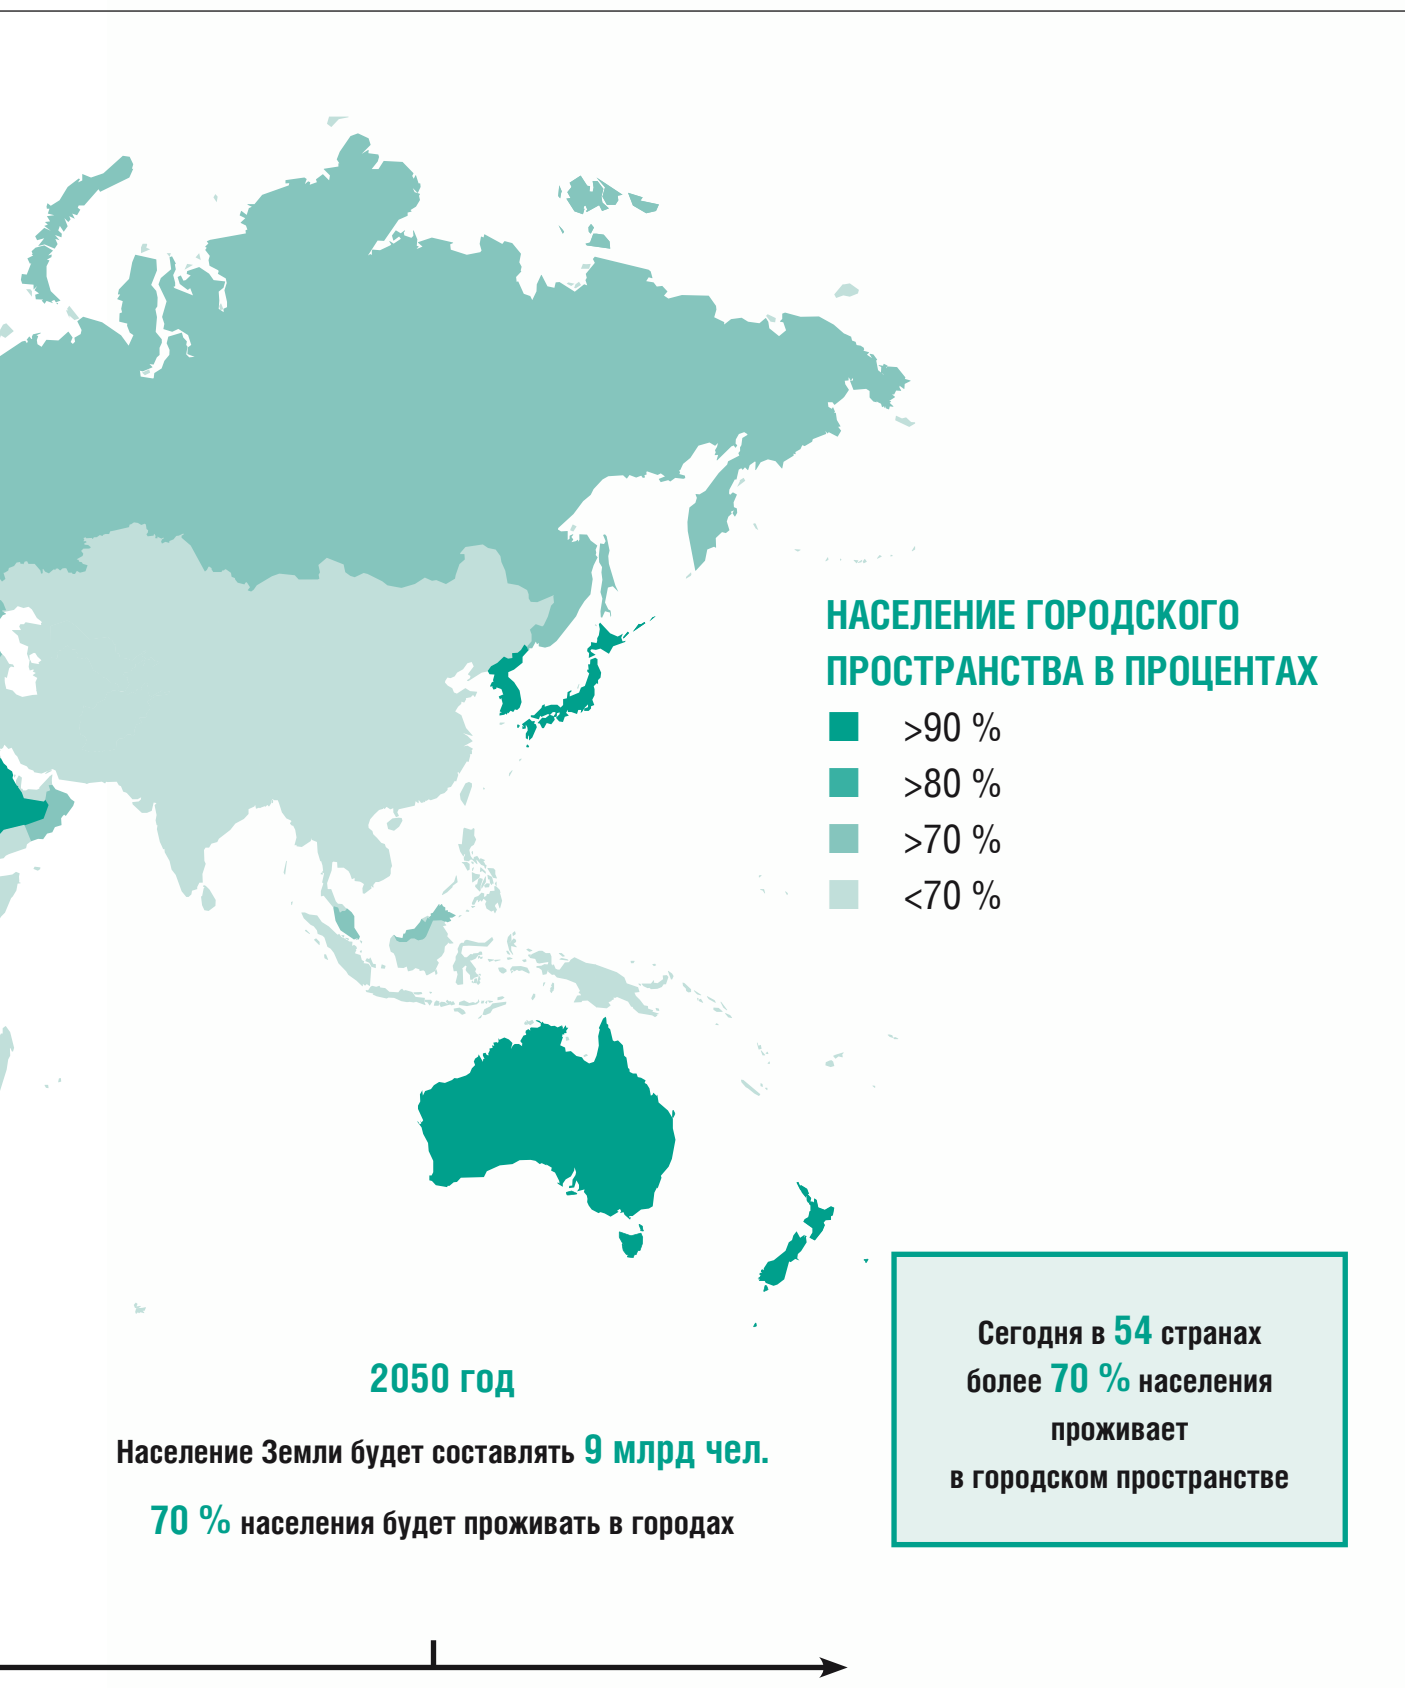 НАСЕЛЕНИЕ ГОРОДСКОГО
ПРОСТРАНСТВА В ПРОЦЕНТАХ
>90 %
>80 %
>70 %
<70 %
2050 год
Население Земли будет составлять 9 млрд чел.
70 % населения будет проживать в городах
Сегодня в 54 странах
более 70 % населения
проживает
в городском пространстве